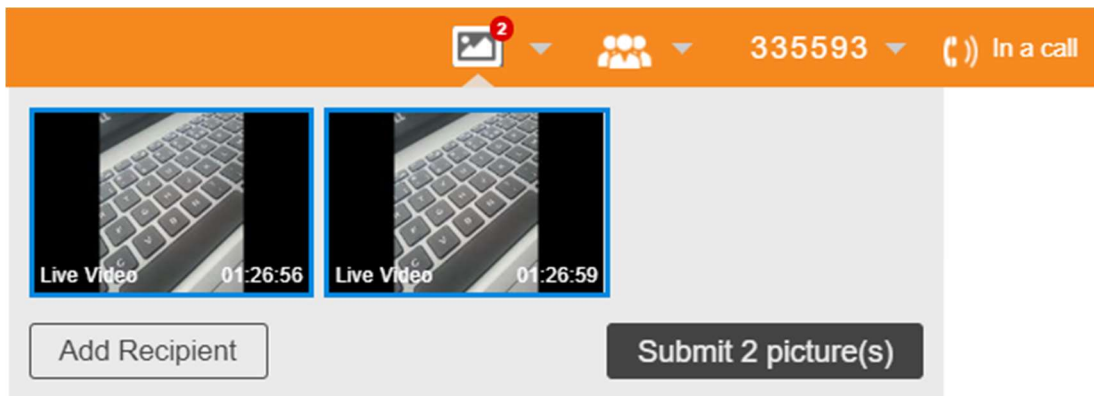 2
335593
In a call
Live Video 01:26:56
Live Video 01:26:59
Add Recipient
Submit 2 picture(s)